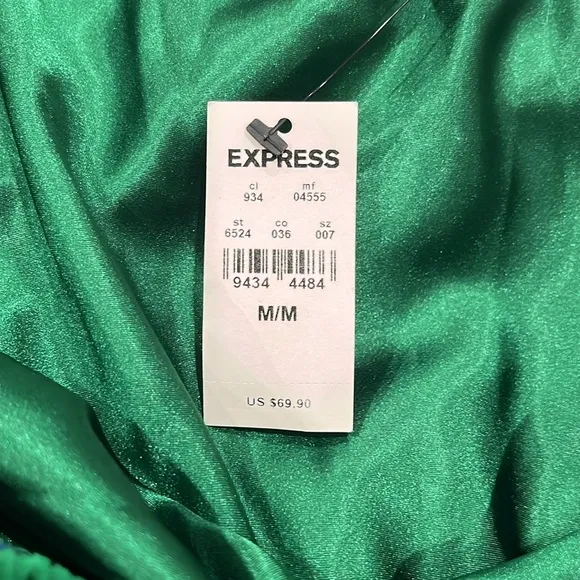 EXPRESS
cl mf
934 04555
st co sz
6524 036 007
9434 4484
M/M
US $69.90